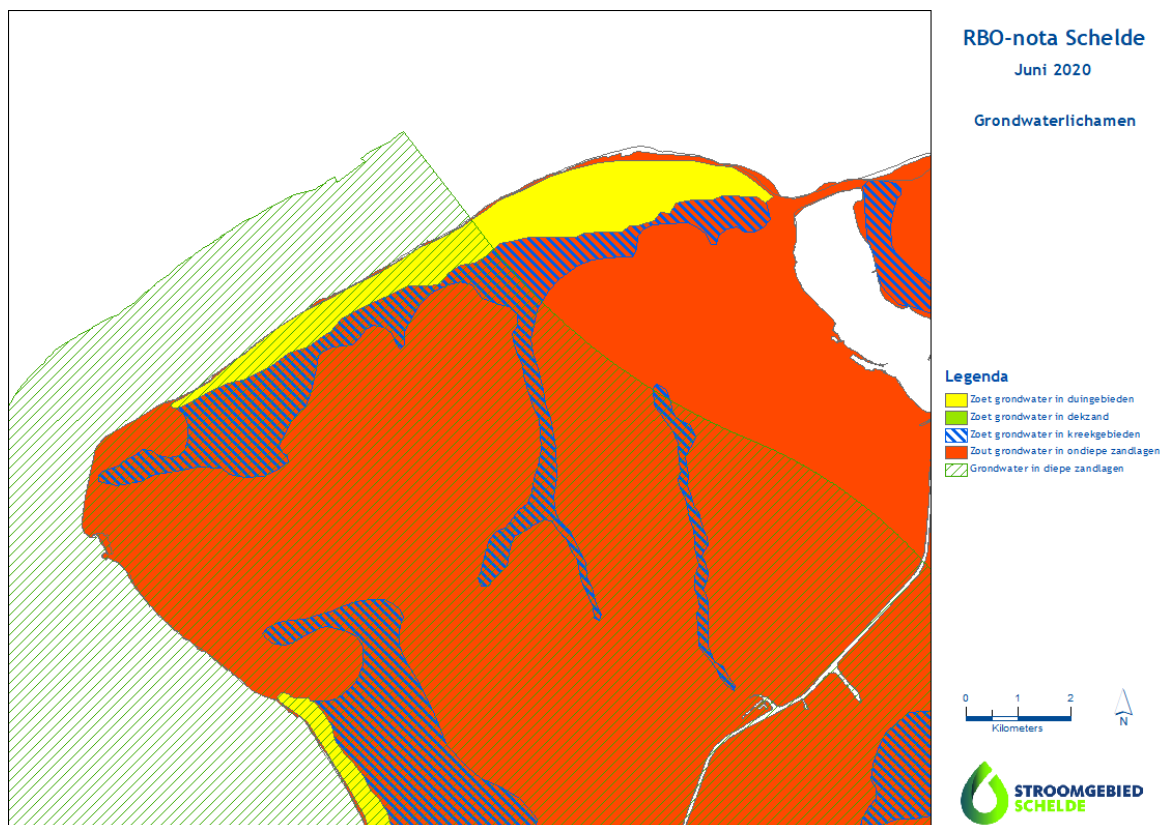 RBO-nota Schelde
Juni 2020
Grondwaterlichamen
Legenda
Zoet grondwater in duingebieden
Zoet grondwater in dekzand
Zoet grondwater in kreekgebieden
Zout grondwater in ondiepe zandlagen
Grondwater in diepe zandlagen
0 1 2
Kilometers
N
STROOMGEBIED
SCHELDE